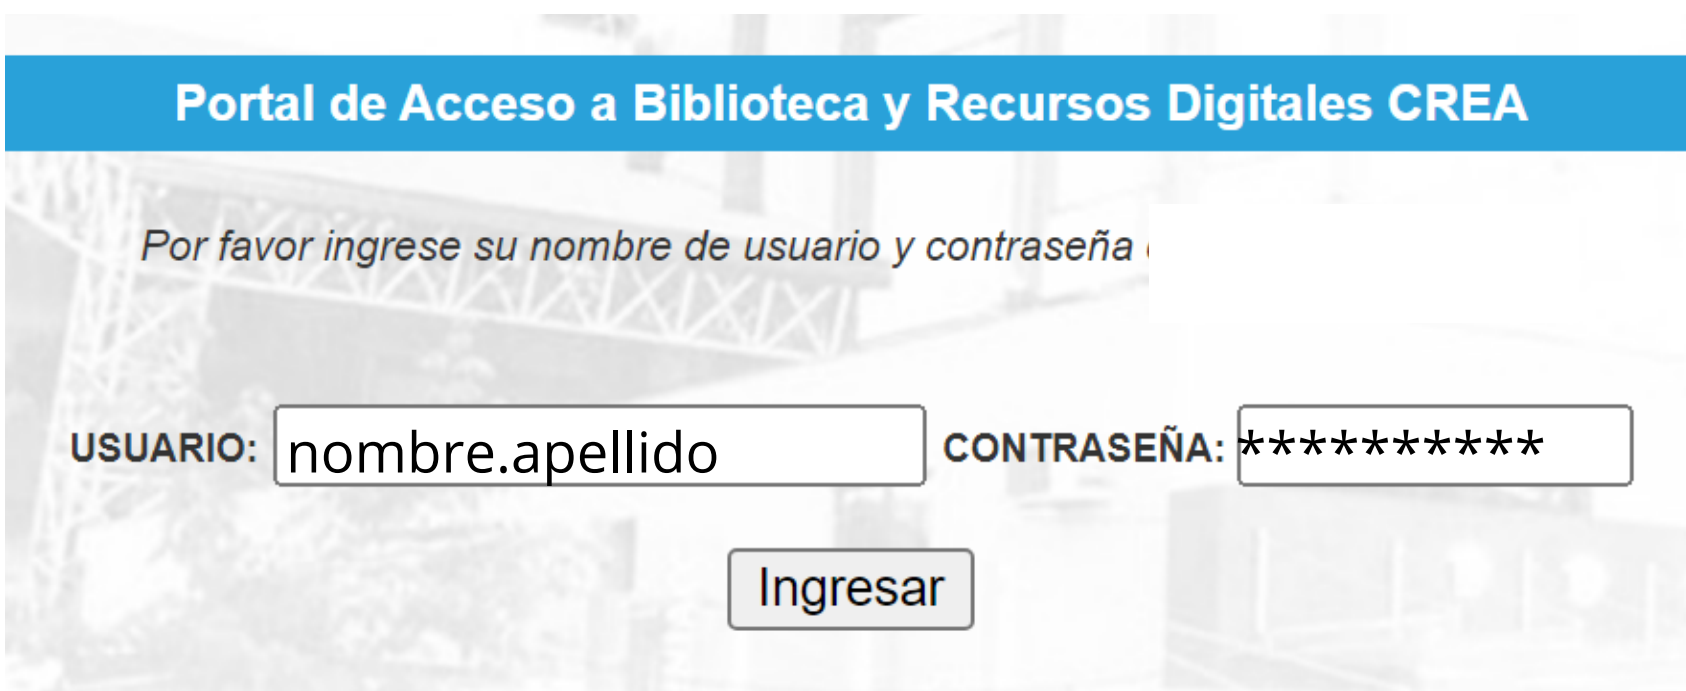 Portal de Acceso a Biblioteca y Recursos Digitales CREA
Por favor ingrese su nombre de usuario y contraseña
USUARIO: nombre.apellido CONTRASEÑA: **********
Ingresar